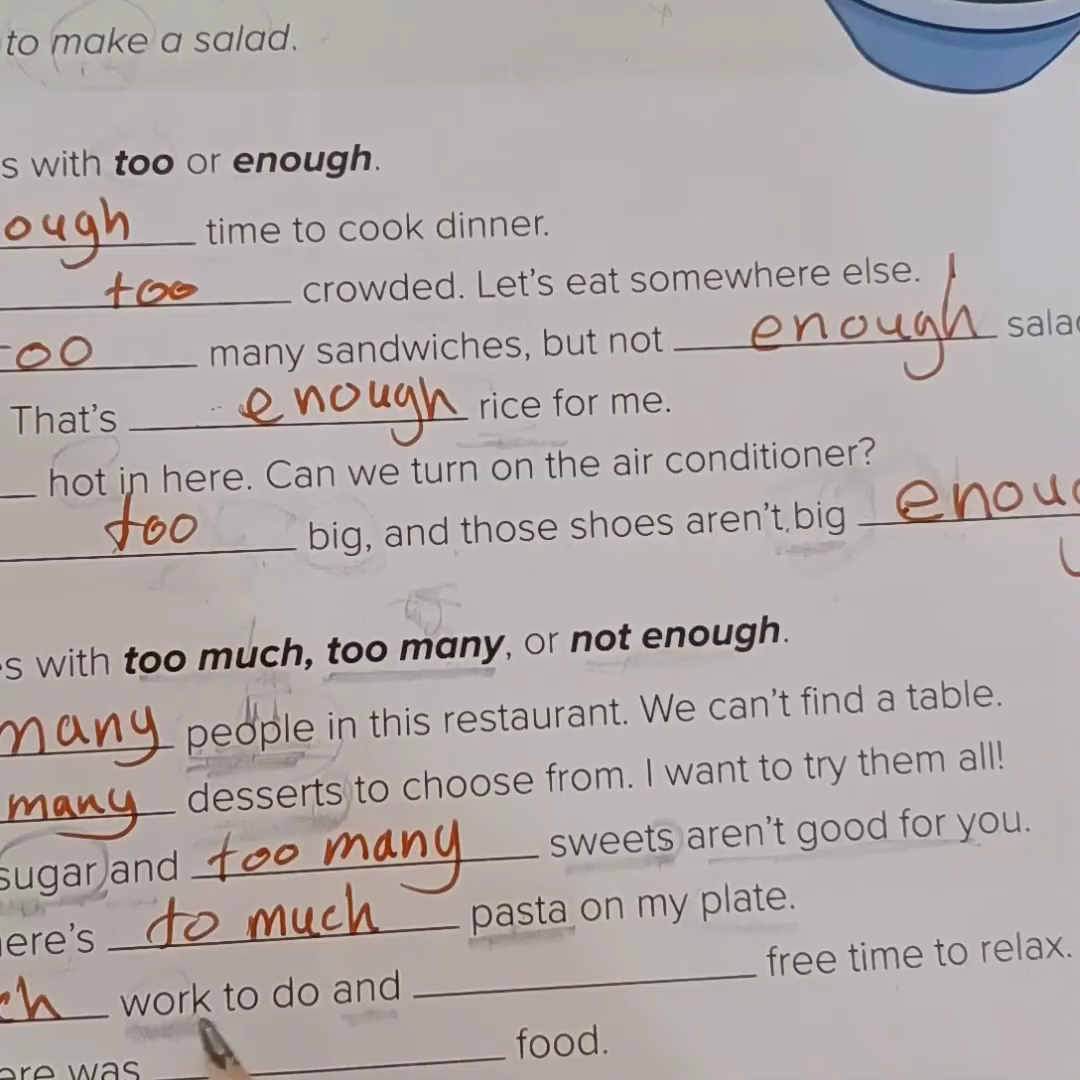 to make a salad.
s with too or enough.
ough time to cook dinner.
too crowded. Let's eat somewhere else.
oo many sandwiches, but not enough salad
That's enough rice for me.
hot in here. Can we turn on the air conditioner?
too big, and those shoes aren't big enoug
s with too much, too many, or not enough.
many people in this restaurant. We can't find a table.
many desserts to choose from. I want to try them all!
sugar and too many sweets aren't good for you.
ere's to much pasta on my plate.
ch work to do and free time to relax.
ere was food.